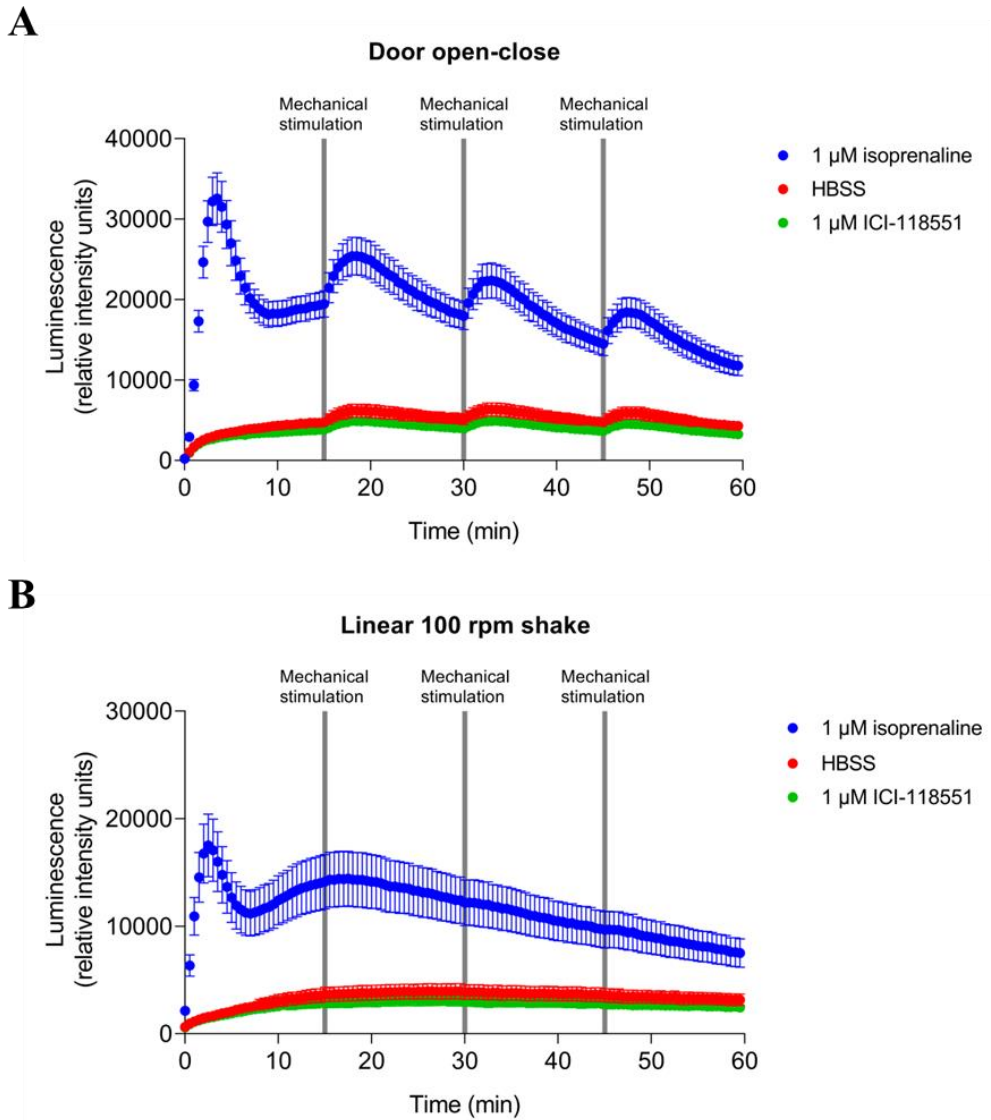 A
Door open-close
Mechanical stimulation
Mechanical stimulation
Mechanical stimulation
40000
30000
20000
10000
0
Luminescence
(relative intensity units)
0 10 20 30 40 50 60
Time (min)
1 µM isoprenaline
HBSS
1 µM ICI-118551
B
Linear 100 rpm shake
Mechanical stimulation
Mechanical stimulation
Mechanical stimulation
30000
20000
10000
0
Luminescence
(relative intensity units)
0 10 20 30 40 50 60
Time (min)
1 µM isoprenaline
HBSS
1 µM ICI-118551